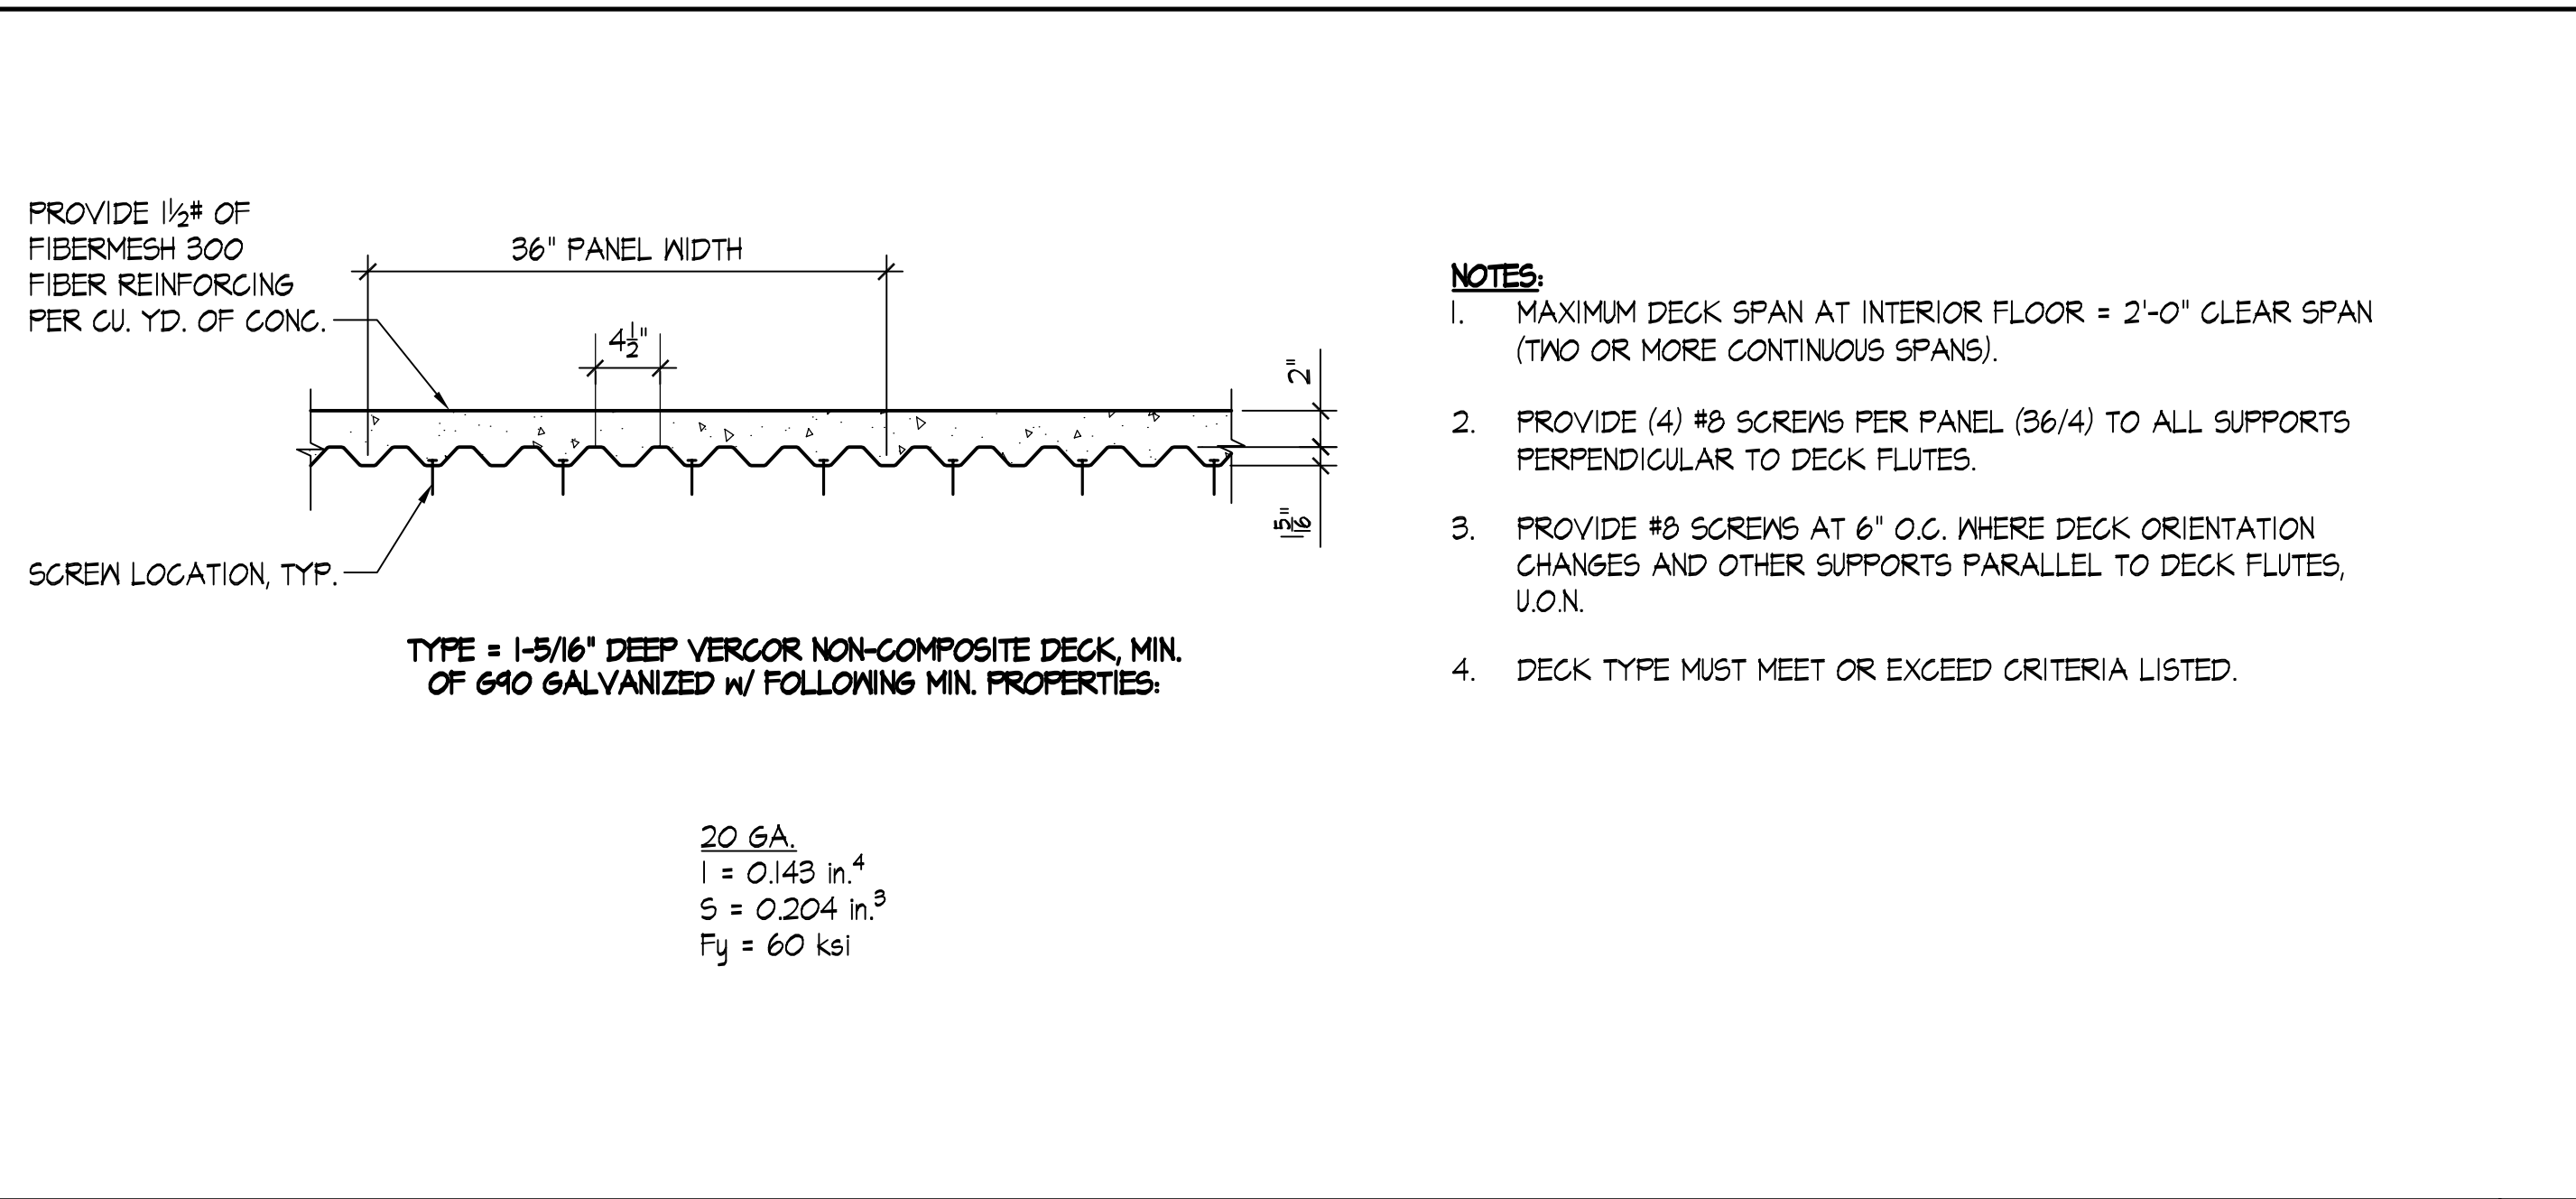 PROVIDE 1½# OF
FIBERMESH 300
FIBER REINFORCING
PER CU. YD. OF CONC.
36" PANEL WIDTH
4½"
2"
1 5/16"
SCREW LOCATION, TYP.
TYPE = 1-5/16" DEEP VERCOR NON-COMPOSITE DECK, MIN.
OF G90 GALVANIZED w/ FOLLOWING MIN. PROPERTIES:
20 GA.
I = 0.143 in.⁴
S = 0.204 in.³
Fy = 60 ksi
NOTES:
1. MAXIMUM DECK SPAN AT INTERIOR FLOOR = 2'-0" CLEAR SPAN
(TWO OR MORE CONTINUOUS SPANS).
2. PROVIDE (4) #8 SCREWS PER PANEL (36/4) TO ALL SUPPORTS
PERPENDICULAR TO DECK FLUTES.
3. PROVIDE #8 SCREWS AT 6" O.C. WHERE DECK ORIENTATION
CHANGES AND OTHER SUPPORTS PARALLEL TO DECK FLUTES,
U.O.N.
4. DECK TYPE MUST MEET OR EXCEED CRITERIA LISTED.